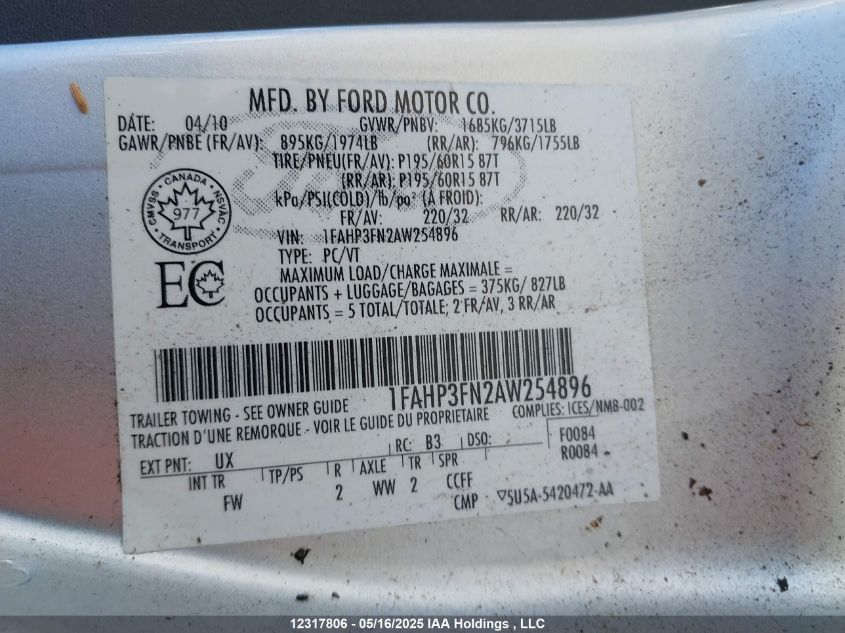 MFD. BY FORD MOTOR CO.
DATE: 04/10 GVWR/PNBV: 1685KG/3715LB
GAWR/PNBE (FR/AV): 895KG/1974LB (RR/AR): 796KG/1755LB
TIRE/PNEU(FR/AV): P195/60R15 87T
(RR/AR): P195/60R15 87T
kPa/PSI(COLD)/lb/po² (À FROID):
FR/AV: 220/32 RR/AR: 220/32
CMVSS • CANADA • NSVAC
977
TRANSPORT
VIN: 1FAHP3FN2AW254896
TYPE: PC/VT
EC
MAXIMUM LOAD/CHARGE MAXIMALE =
OCCUPANTS + LUGGAGE/BAGAGES = 375KG/ 827LB
OCCUPANTS = 5 TOTAL/TOTALE; 2 FR/AV, 3 RR/AR
1FAHP3FN2AW254896
TRAILER TOWING - SEE OWNER GUIDE COMPLIES: ICES/NMB-002
TRACTION D'UNE REMORQUE - VOIR LE GUIDE DU PROPRIETAIRE
F0084
R0084
EXT PNT: UX RC: B3 DSO:
INT TR TP/PS R AXLE TR SPR
FW 2 WW 2 CCFF
CMP ▽5U5A-5420472-AA
12317806 - 05/16/2025 IAA Holdings , LLC